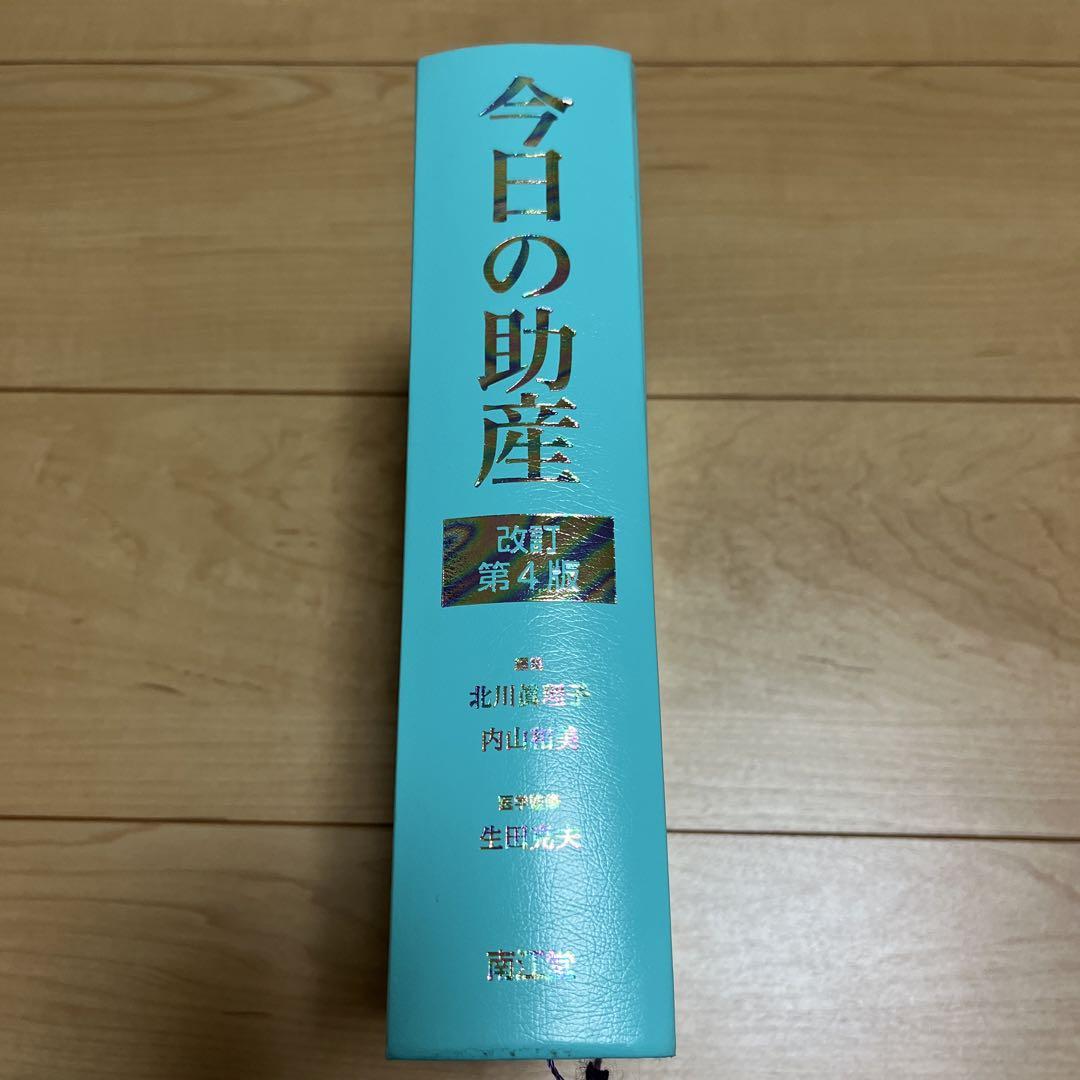 今日の助産
改訂
第4版
編集
北川眞理子
内山和美
医学監修
生田克夫
南江堂